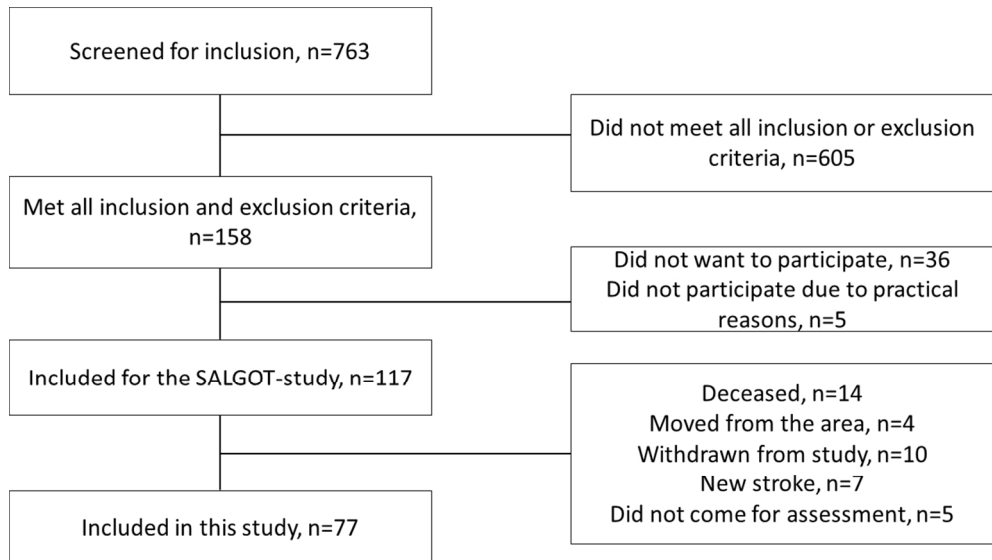 Screened for inclusion, n=763
Did not meet all inclusion or exclusion
criteria, n=605
Met all inclusion and exclusion criteria,
n=158
Did not want to participate, n=36
Did not participate due to practical
reasons, n=5
Included for the SALGOT-study, n=117
Deceased, n=14
Moved from the area, n=4
Withdrawn from study, n=10
New stroke, n=7
Did not come for assessment, n=5
Included in this study, n=77